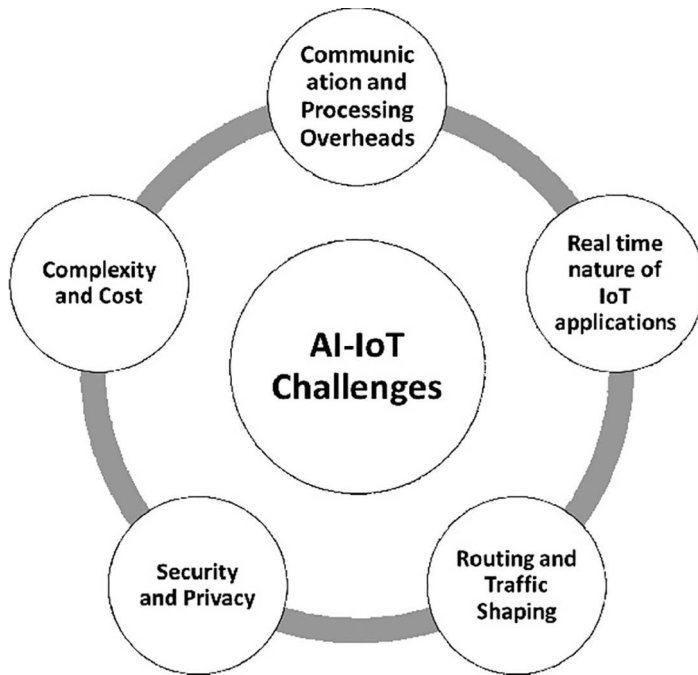 Communic
ation and
Processing
Overheads
Real time
nature of
IoT
applications
Complexity
and Cost
AI-IoT
Challenges
Routing and
Traffic
Shaping
Security
and Privacy